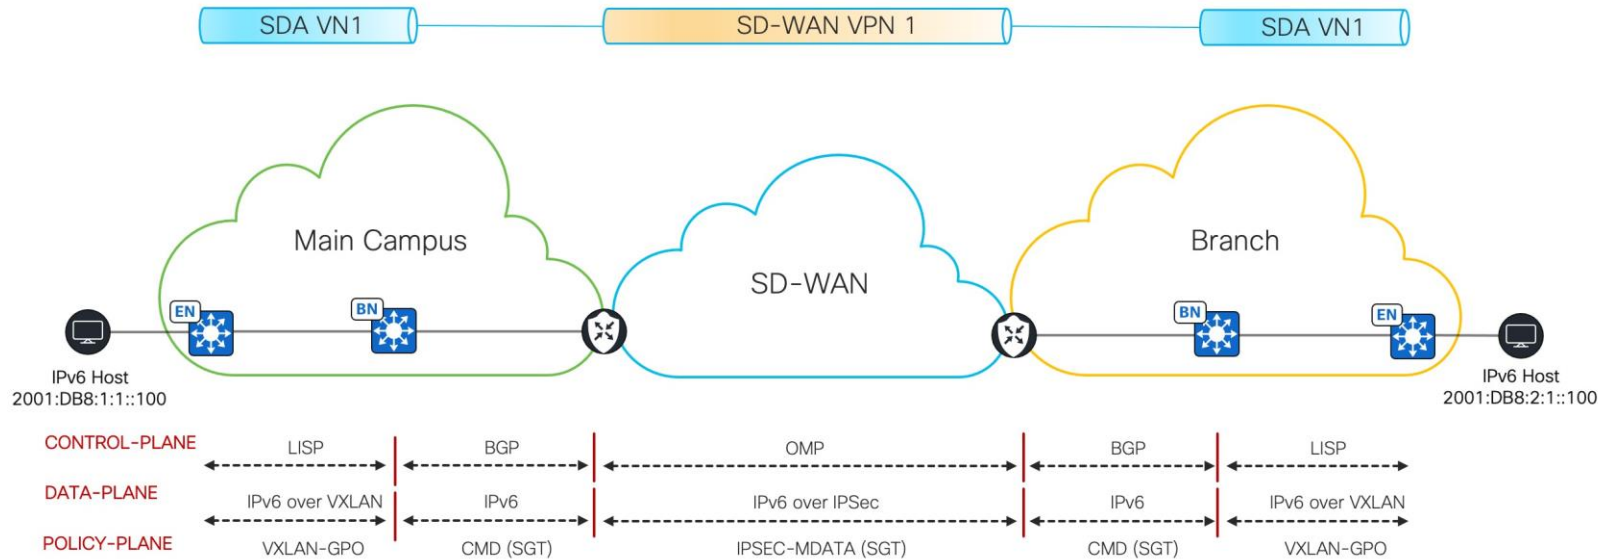 SDA VN1
SD-WAN VPN 1
SDA VN1
Main Campus
SD-WAN
Branch
EN
BN
BN
EN
IPv6 Host
2001:DB8:1:1::100
IPv6 Host
2001:DB8:2:1::100
CONTROL-PLANE
LISP
BGP
OMP
BGP
LISP
DATA-PLANE
IPv6 over VXLAN
IPv6
IPv6 over IPSec
IPv6
IPv6 over VXLAN
POLICY-PLANE
VXLAN-GPO
CMD (SGT)
IPSEC-MDATA (SGT)
CMD (SGT)
VXLAN-GPO